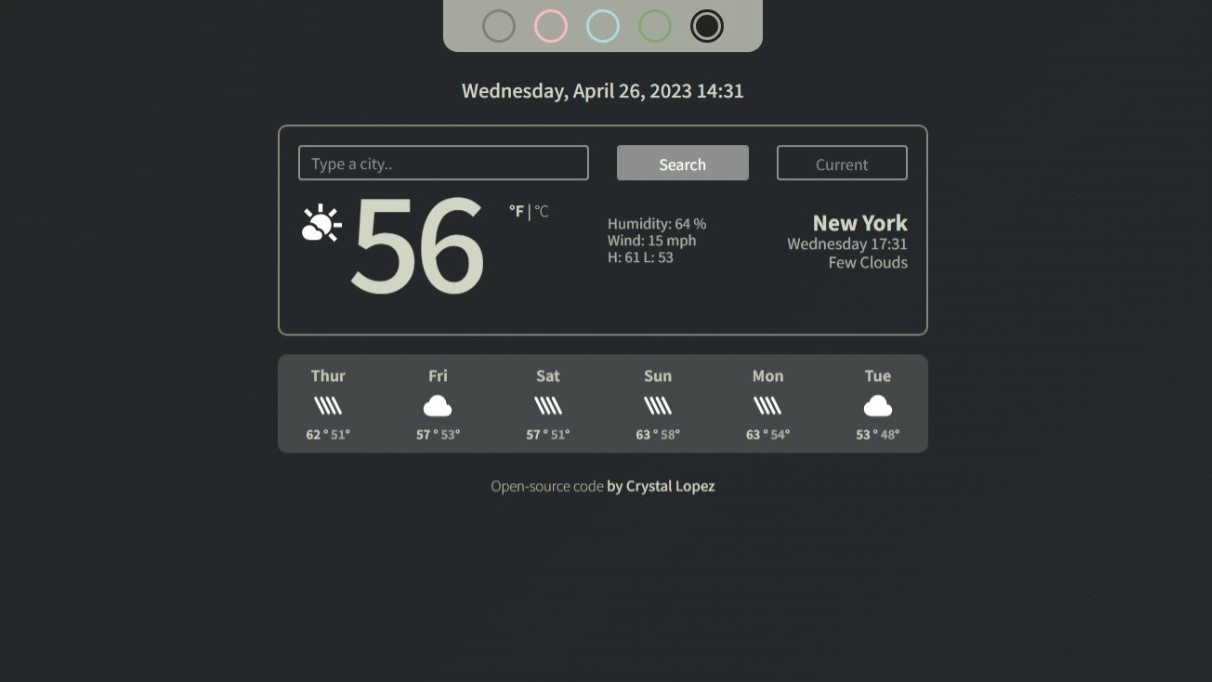 Wednesday, April 26, 2023 14:31
Type a city..
Search
Current
56
°F | °C
Humidity: 64 %
Wind: 15 mph
H: 61 L: 53
New York
Wednesday 17:31
Few Clouds
Thur Fri Sat Sun Mon Tue
62 ° 51° 57 ° 53° 57 ° 51° 63 ° 58° 63 ° 54° 53 ° 48°
Open-source code by Crystal Lopez